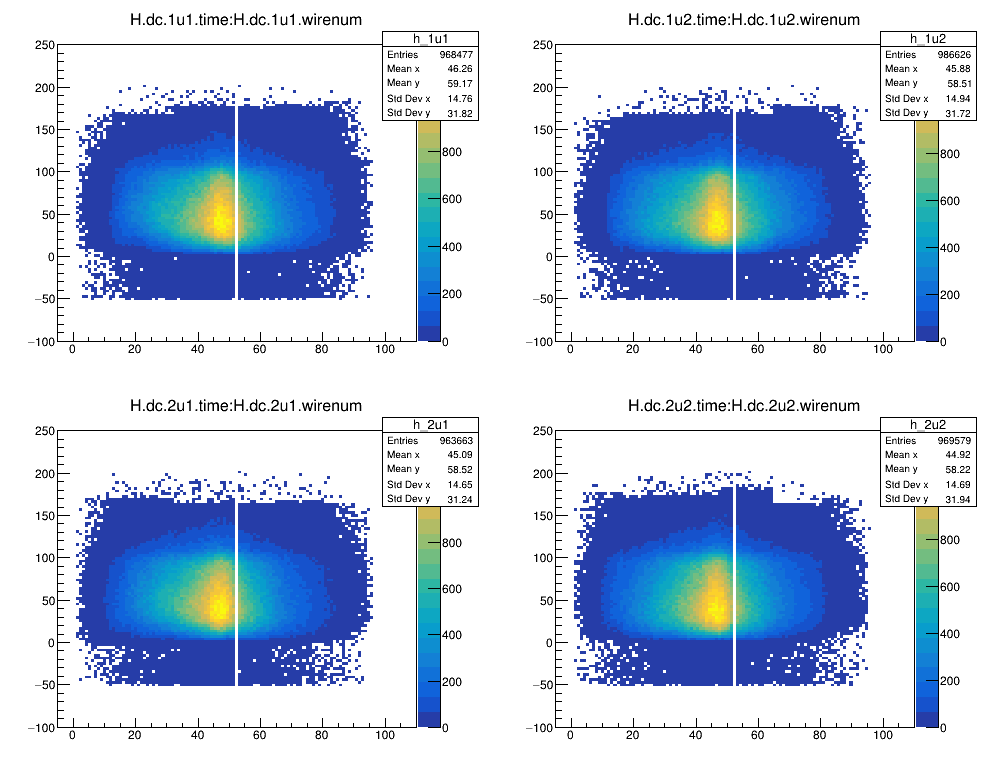 H.dc.1u1.time:H.dc.1u1.wirenum
h_1u1
Entries 968477
Mean x 46.26
Mean y 59.17
Std Dev x 14.76
Std Dev y 31.82
250
200
150
100
50
0
−50
−100
0 20 40 60 80 100
800
600
400
200
0
H.dc.1u2.time:H.dc.1u2.wirenum
h_1u2
Entries 986626
Mean x 45.88
Mean y 58.51
Std Dev x 14.94
Std Dev y 31.72
250
200
150
100
50
0
−50
−100
0 20 40 60 80 100
800
600
400
200
0
H.dc.2u1.time:H.dc.2u1.wirenum
h_2u1
Entries 963663
Mean x 45.09
Mean y 58.52
Std Dev x 14.65
Std Dev y 31.24
250
200
150
100
50
0
−50
−100
0 20 40 60 80 100
800
600
400
200
0
H.dc.2u2.time:H.dc.2u2.wirenum
h_2u2
Entries 969579
Mean x 44.92
Mean y 58.22
Std Dev x 14.69
Std Dev y 31.94
250
200
150
100
50
0
−50
−100
0 20 40 60 80 100
800
600
400
200
0